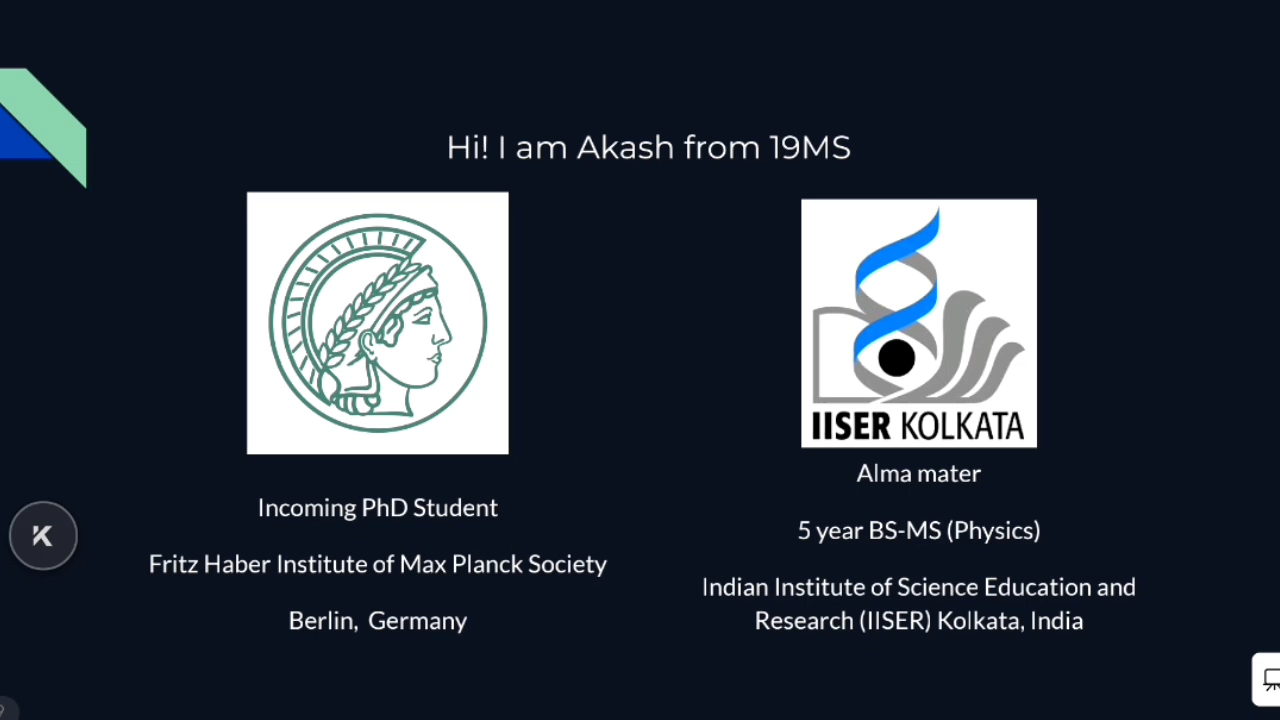 Hi! I am Akash from 19MS
IISER KOLKATA
Incoming PhD Student
Fritz Haber Institute of Max Planck Society
Berlin,  Germany
Alma mater
5 year BS-MS (Physics)
Indian Institute of Science Education and
Research (IISER) Kolkata, India
K